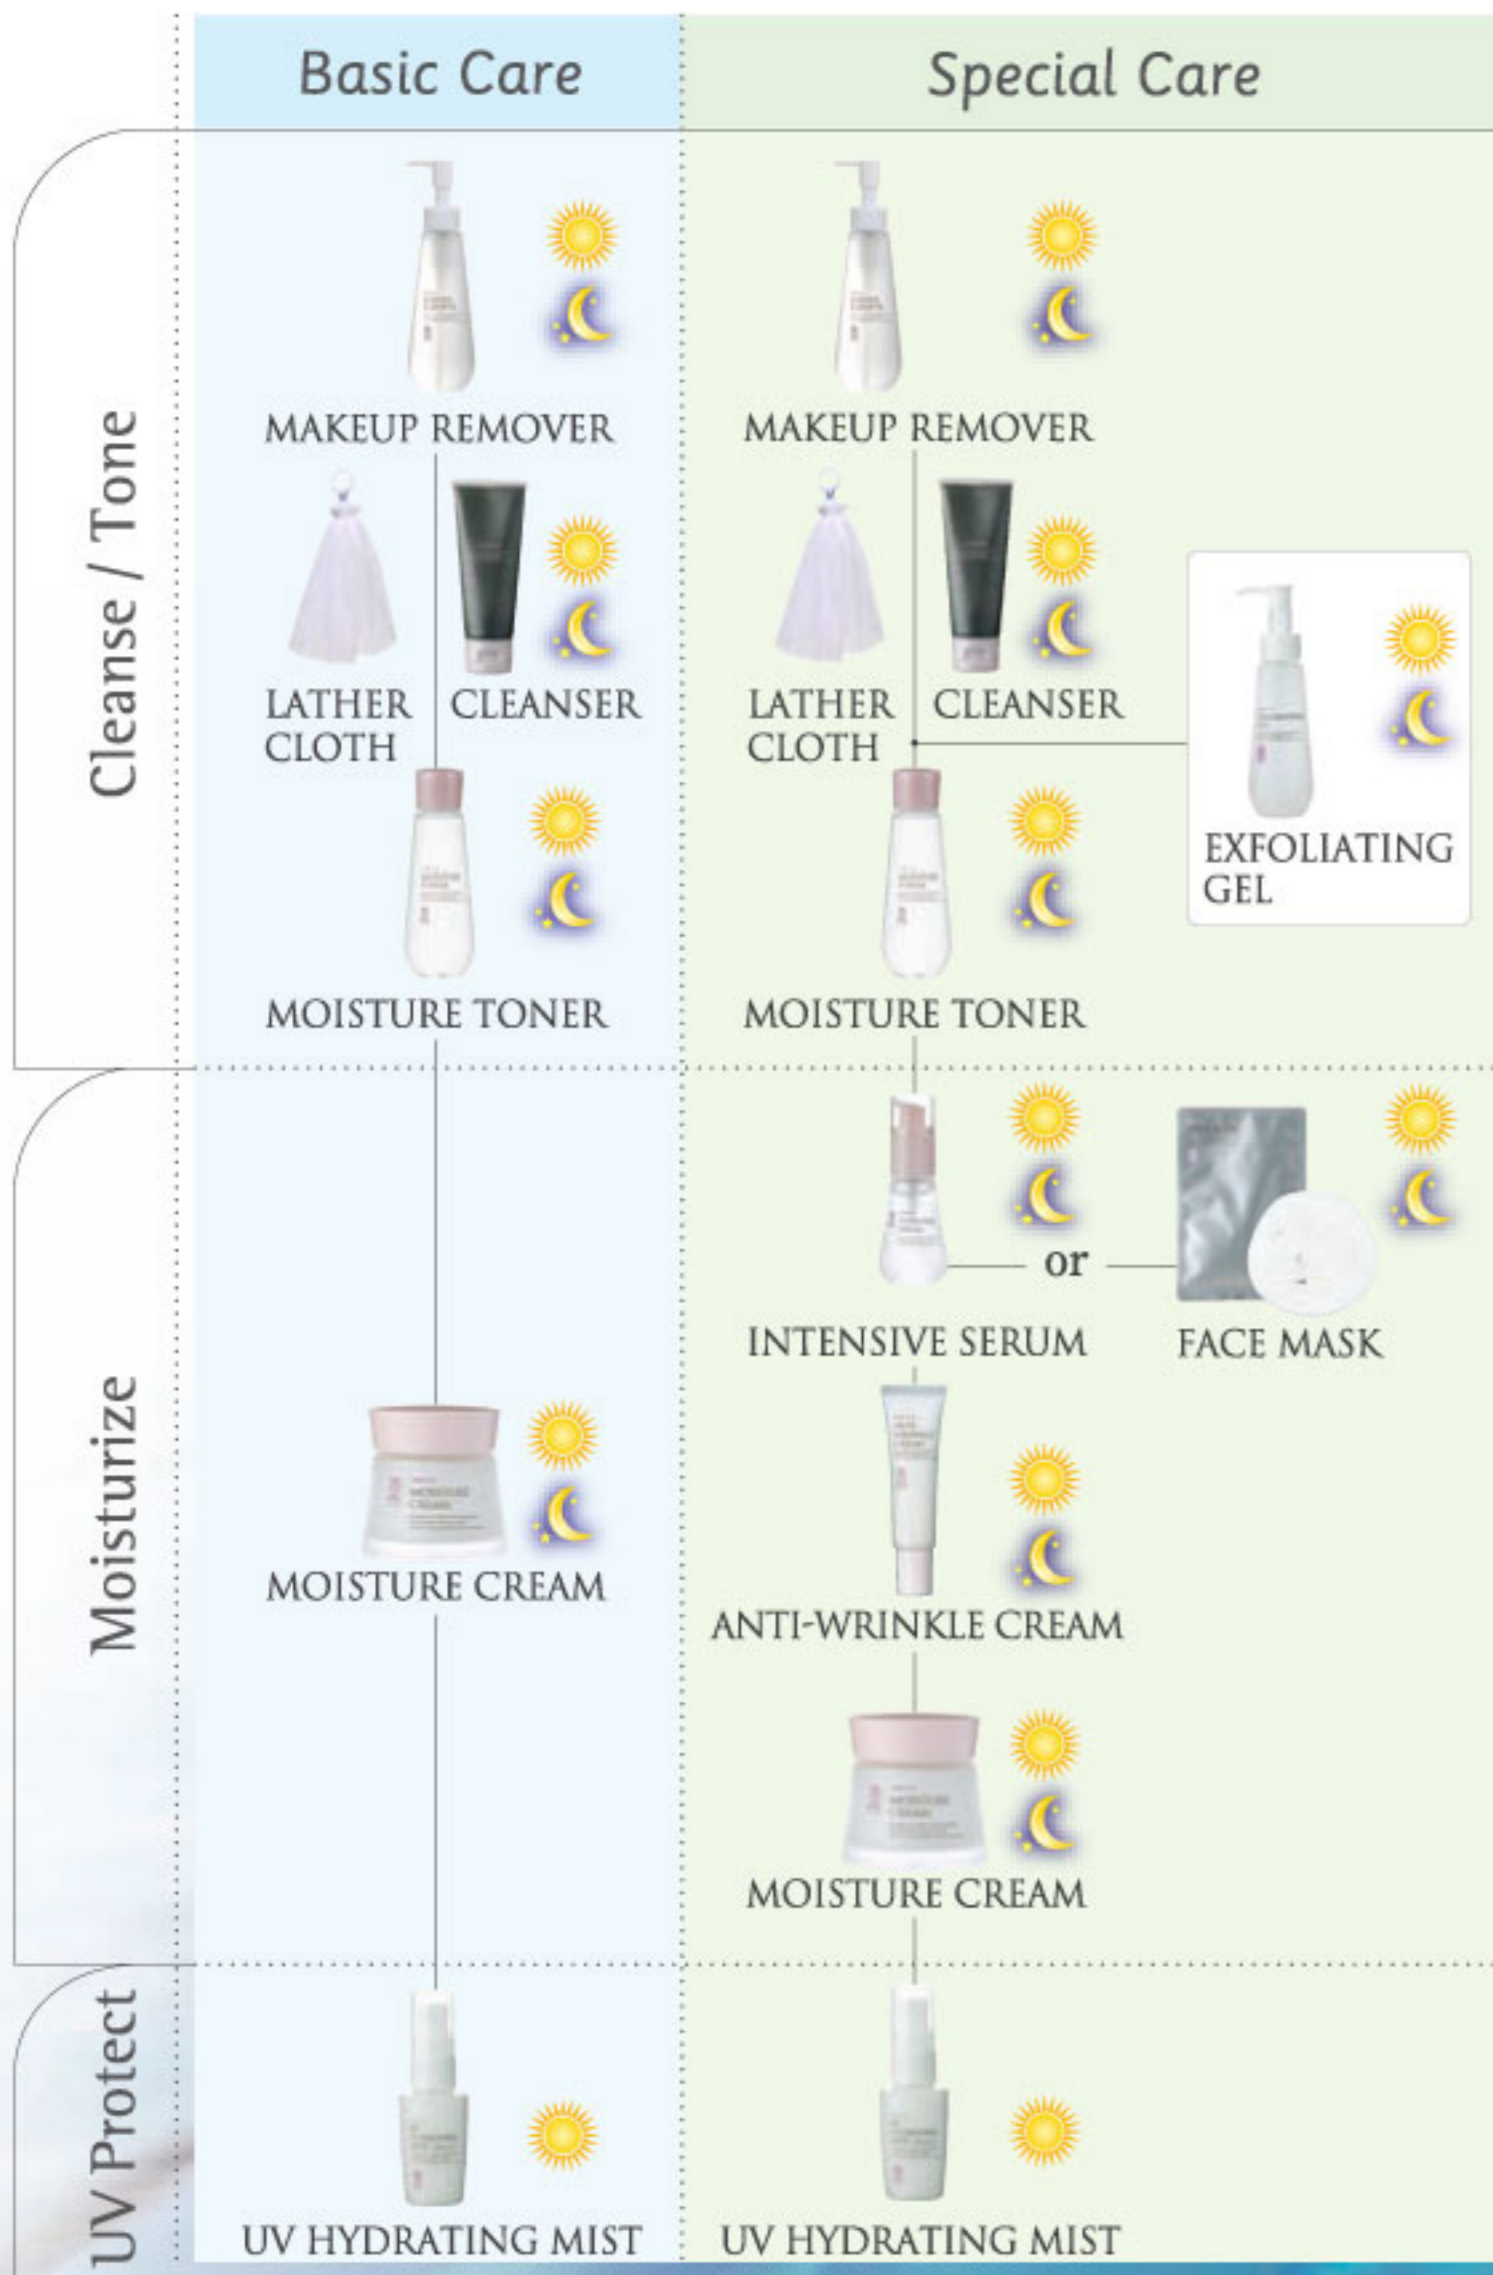 Basic Care
Special Care
Cleanse / Tone
MAKEUP REMOVER
LATHER
CLOTH
CLEANSER
MOISTURE TONER
MAKEUP REMOVER
LATHER
CLOTH
CLEANSER
EXFOLIATING
GEL
MOISTURE TONER
Moisturize
MOISTURE CREAM
INTENSIVE SERUM
or
FACE MASK
ANTI-WRINKLE CREAM
MOISTURE CREAM
UV Protect
UV HYDRATING MIST
UV HYDRATING MIST